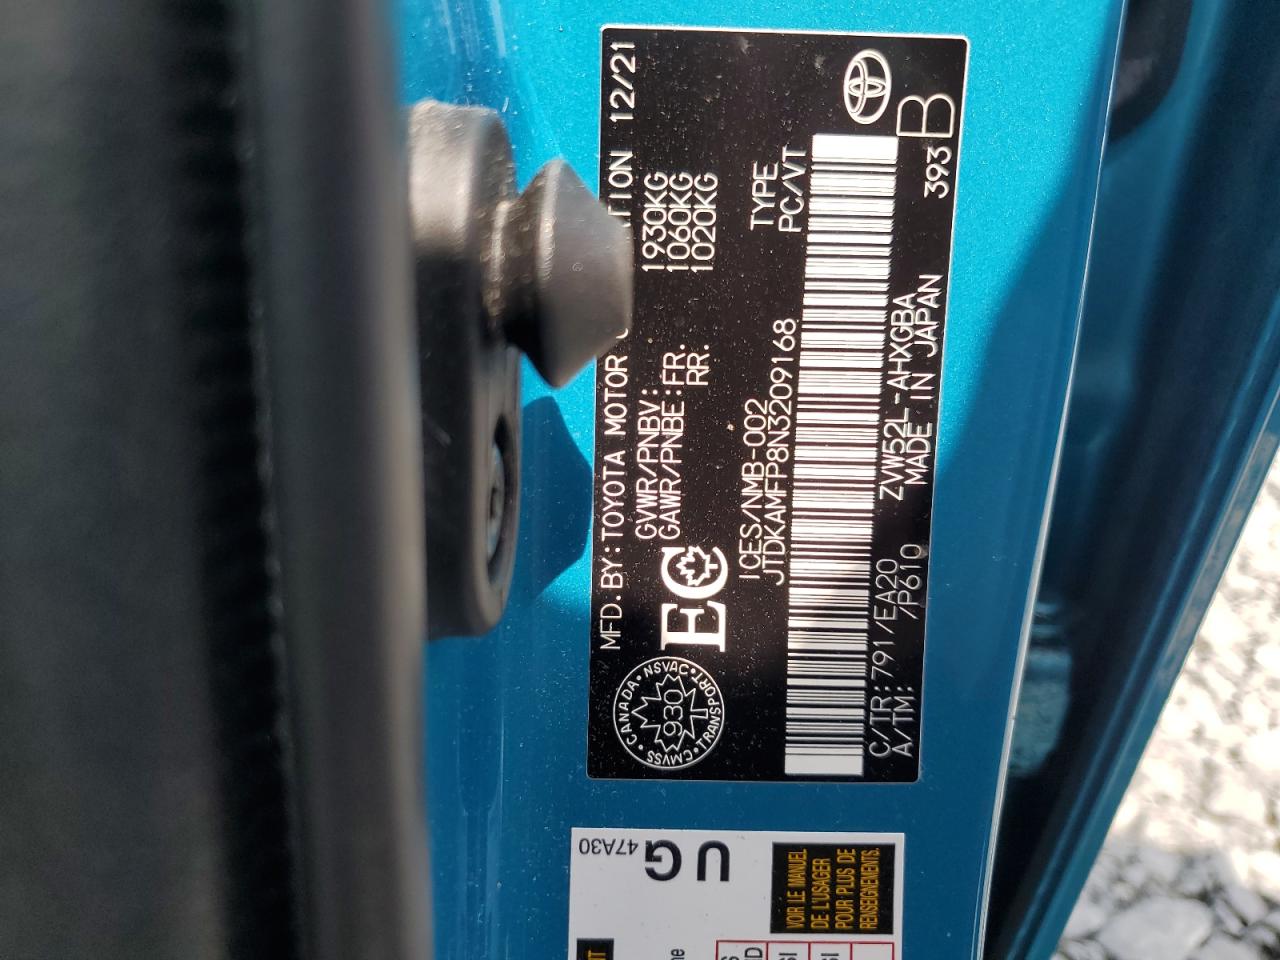 MFD.BY:TOYOTA MOTOR 12/21
GVWR/PNBV: 1930KG
GAWR/PNBE:FR. 1060KG
RR. 1020KG
EC
CANADA • NSVAC • TRANSPORT • CMVSS •
930
ICES/NMB-002 TYPE
JTDKAMFP8N3209168 PC/VT
C/TR:791/EA20 ZVW52L-AHXGBA
A/TM: /P610 MADE IN JAPAN 393
B
47A30
UG
VOIR LE MANUEL
DE L'USAGER
POUR PLUS DE
RENSEIGNEMENTS.